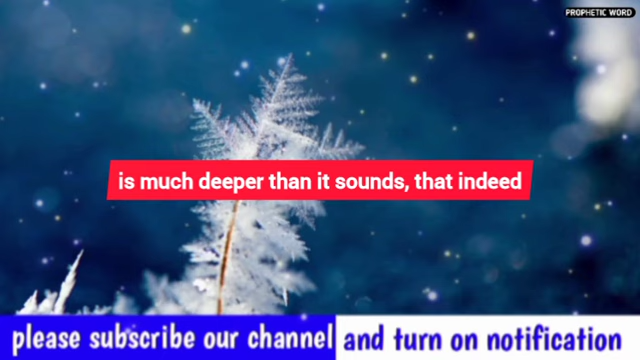 PROPHETIC WORD
is much deeper than it sounds, that indeed
please subscribe our channel and turn on notification